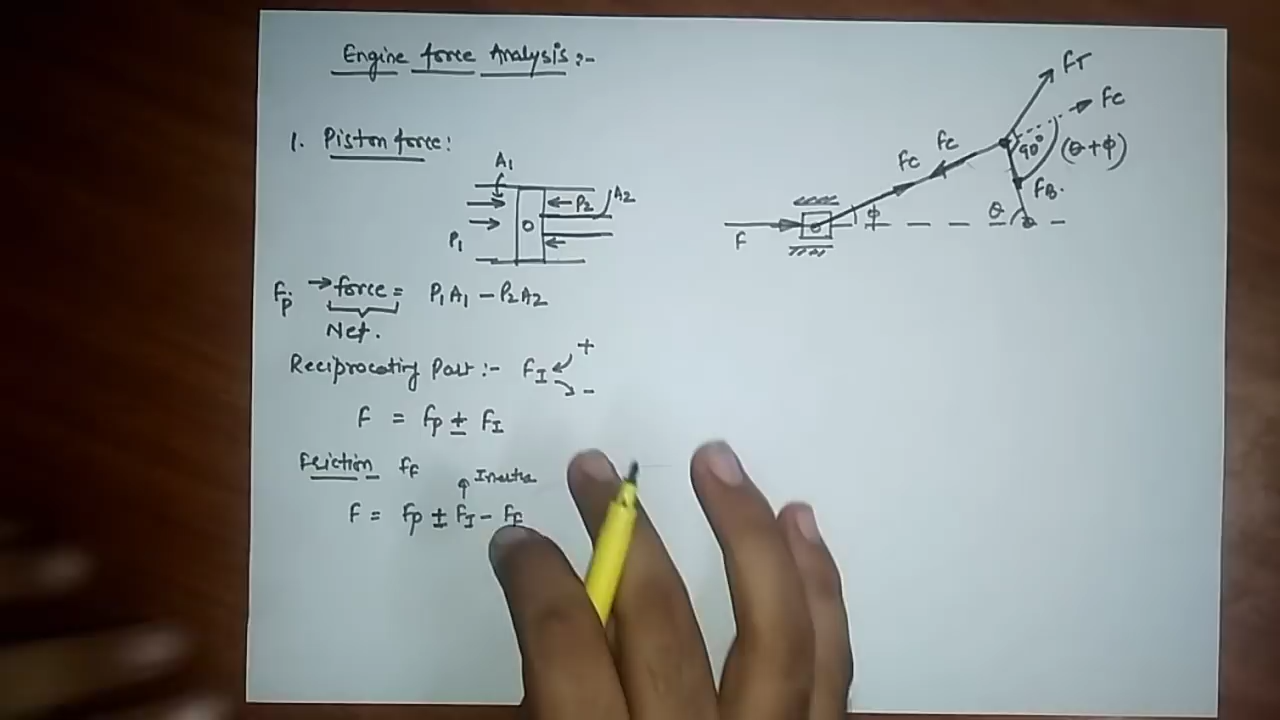 Engine force Analysis:-
1. Piston force:
A1
P2
A2
P1
Fp → force = P1A1 - P2A2
Net.
Reciprocating Part :- FI + -
F = Fp ± FI
Friction FF
Inertia
F = Fp ± FI - FF
FT
Fc
Fc
Fc
90°
(θ+φ)
FB.
θ
φ
F